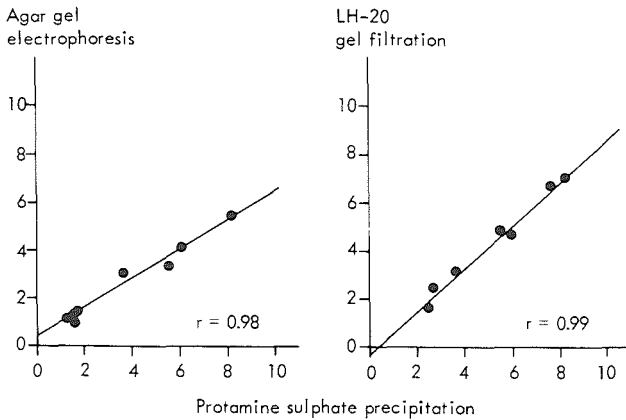 Agar gel
electrophoresis
10
8
6
4
2
0
0 2 4 6 8 10
r = 0.98
LH-20
gel filtration
10
8
6
4
2
0
0 2 4 6 8 10
r = 0.99
Protamine sulphate precipitation